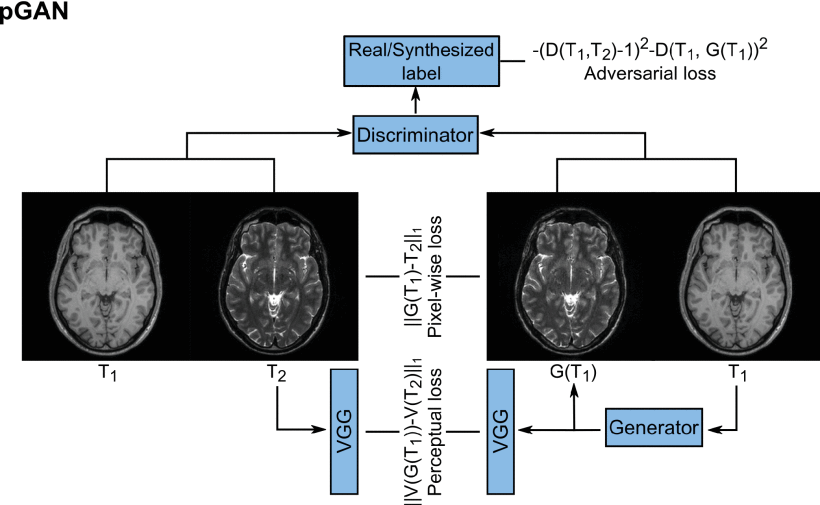 pGAN
Real/Synthesized
label
-(D(T₁,T₂)-1)²-D(T₁, G(T₁))²
Adversarial loss
Discriminator
||G(T₁)-T₂||₁
Pixel-wise loss
T₁
T₂
G(T₁)
T₁
VGG
||V(G(T₁))-V(T₂)||₁
Perceptual loss
VGG
Generator